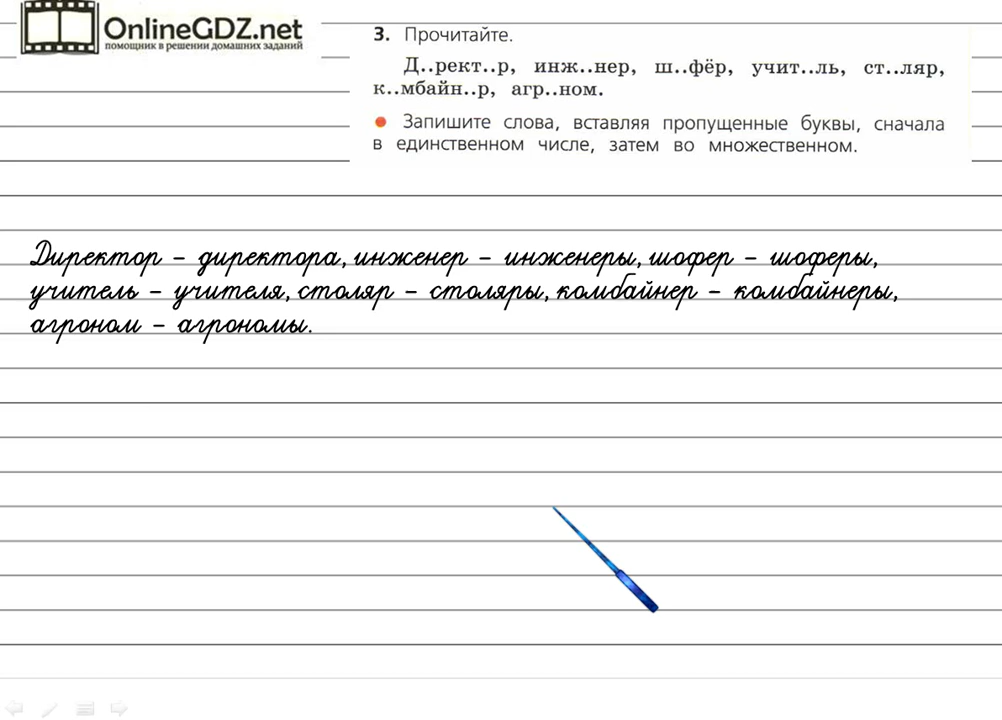 OnlineGDZ.net
помощник в решении домашних заданий
3. Прочитайте.
Д..рект..р, инж..нер, ш..фёр, учит..ль, ст..ляр,
к..мбайн..р, агр..ном.
● Запишите слова, вставляя пропущенные буквы, сначала
в единственном числе, затем во множественном.
Директор – директора, инженер – инженеры, шофер – шоферы,
учитель – учителя, столяр – столяры, комбайнер – комбайнеры,
агроном – агрономы.